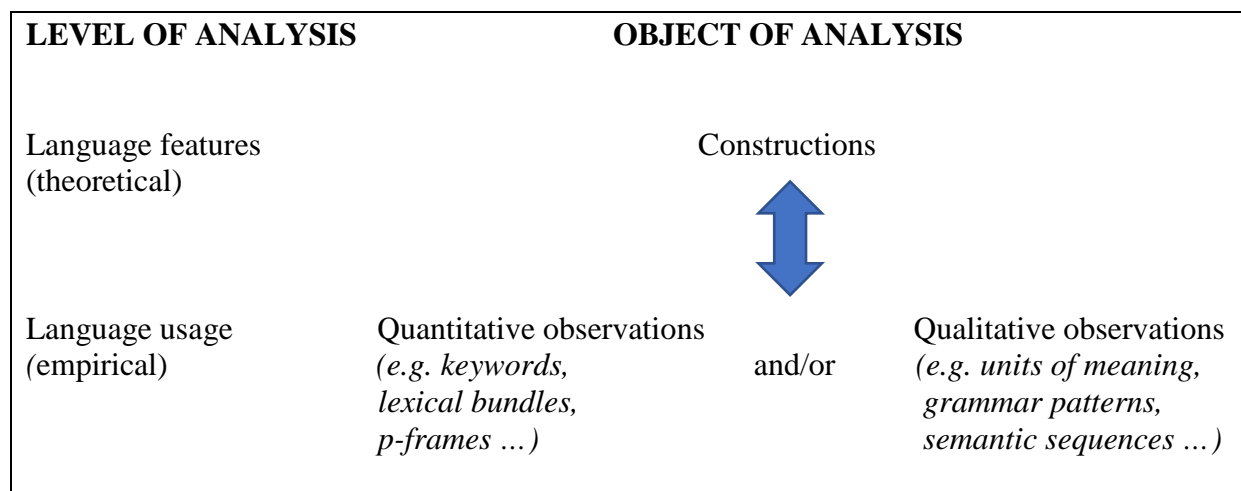 LEVEL OF ANALYSIS OBJECT OF ANALYSIS
Language features Constructions
(theoretical)
Language usage Quantitative observations Qualitative observations
(empirical) (e.g. keywords, and/or (e.g. units of meaning,
lexical bundles, grammar patterns,
p-frames …) semantic sequences …)